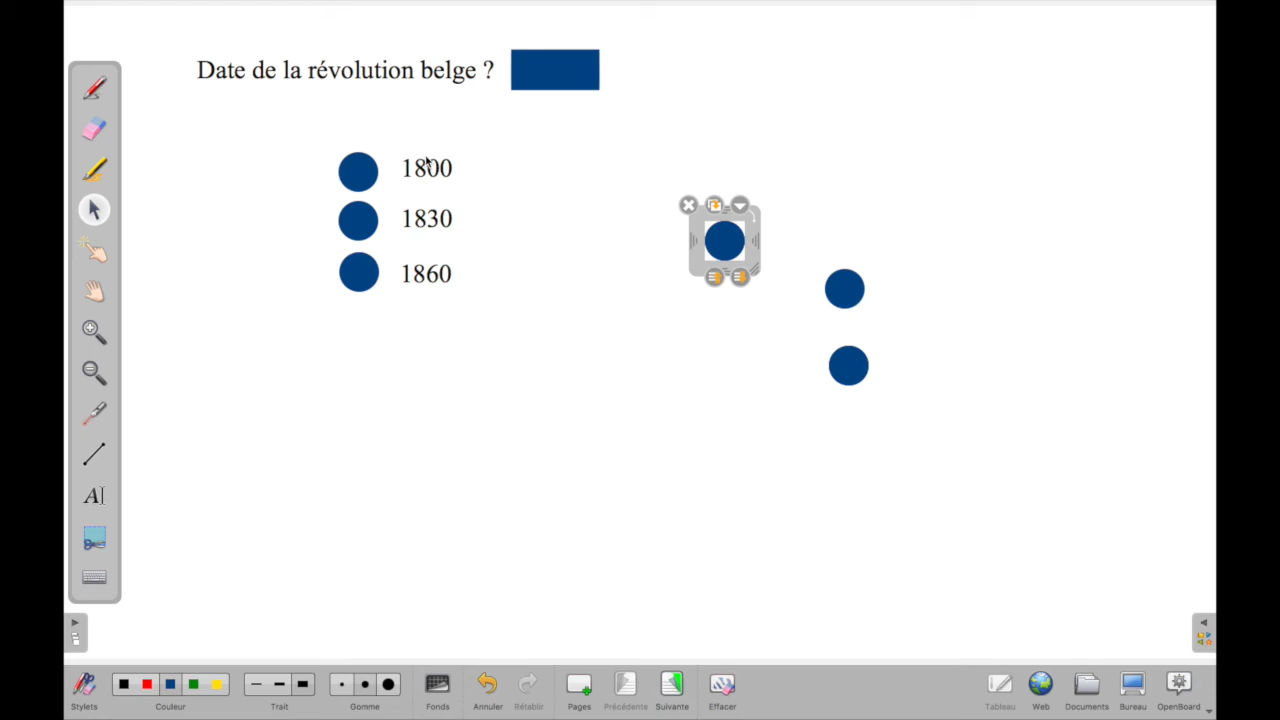 Date de la révolution belge ?
1800
1830
1860
A
Stylets
Couleur
Trait
Gomme
Fonds
Annuler
Rétablir
Pages
Précédente
Suivante
Effacer
Tableau
Web
Documents
Bureau
OpenBoard